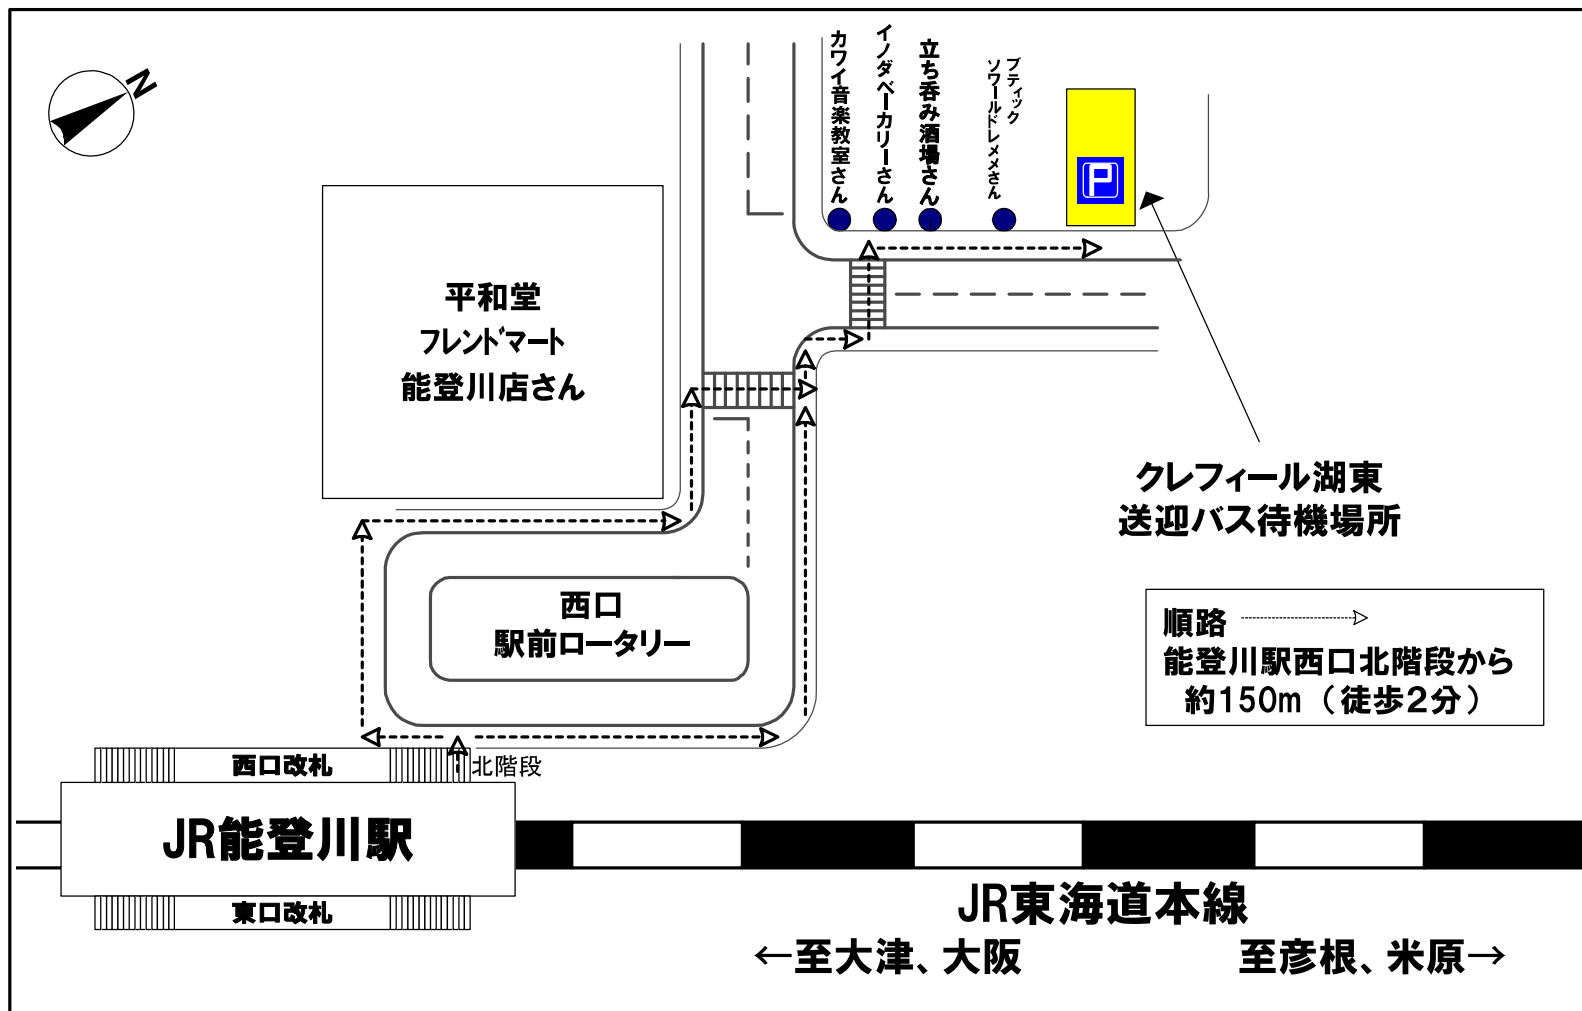 N
カワイ音楽教室さん
イノダベーカリーさん
立ち呑み酒場さん
ブティック
ソワールドレメメさん
P
平和堂
フレンドマート
能登川店さん
クレフィール湖東
送迎バス待機場所
西口
駅前ロータリー
順路
能登川駅西口北階段から
約150m（徒歩２分）
西口改札
北階段
JR能登川駅
東口改札
JR東海道本線
←至大津、大阪
至彦根、米原→